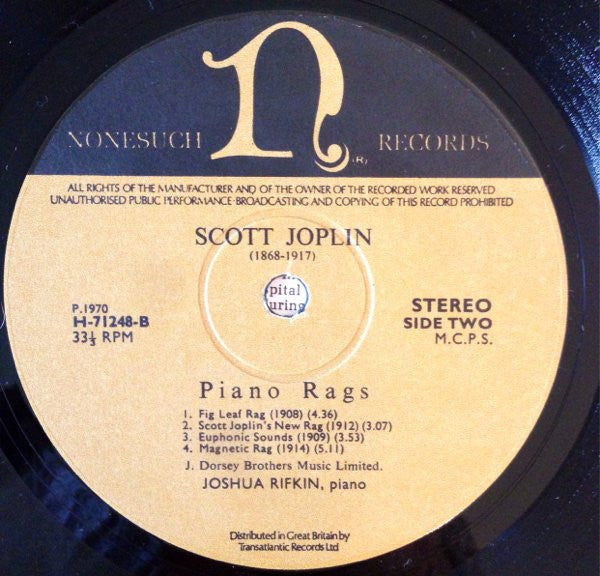 n
NONESUCH RECORDS
(R)
ALL RIGHTS OF THE MANUFACTURER AND OF THE OWNER OF THE RECORDED WORK RESERVED
UNAUTHORISED PUBLIC PERFORMANCE·BROADCASTING AND COPYING OF THIS RECORD PROHIBITED
SCOTT JOPLIN
(1868-1917)
pital
uring
P.1970
H-71248-B
33⅓ RPM
STEREO
SIDE TWO
M.C.P.S.
Piano Rags
1. Fig Leaf Rag (1908) (4.36)
2. Scott Joplin's New Rag (1912) (3.07)
3. Euphonic Sounds (1909) (3.53)
4. Magnetic Rag (1914) (5.11)
J. Dorsey Brothers Music Limited.
JOSHUA RIFKIN, piano
Distributed in Great Britain by
Transatlantic Records Ltd